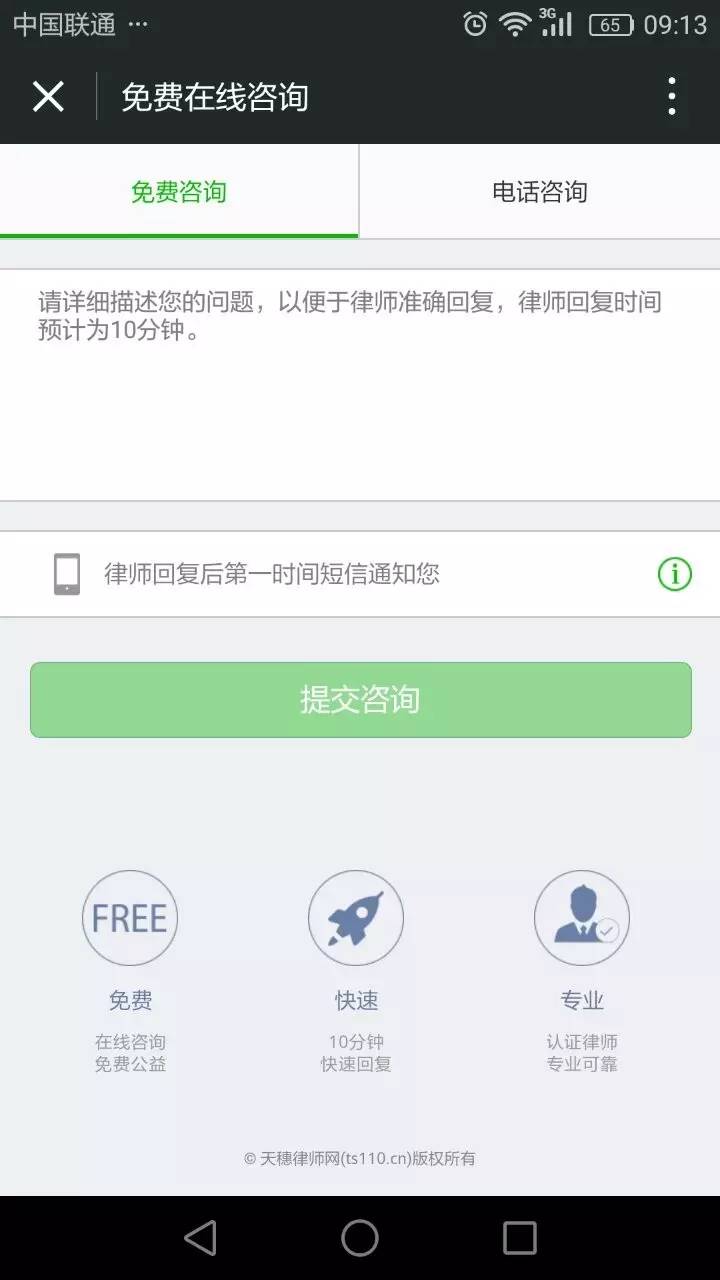 中国联通 ···
3G
65
09:13
免费在线咨询
免费咨询
电话咨询
请详细描述您的问题，以便于律师准确回复，律师回复时间
预计为10分钟。
律师回复后第一时间短信通知您
提交咨询
FREE
免费
快速
专业
在线咨询
免费公益
10分钟
快速回复
认证律师
专业可靠
© 天穗律师网(ts110.cn)版权所有